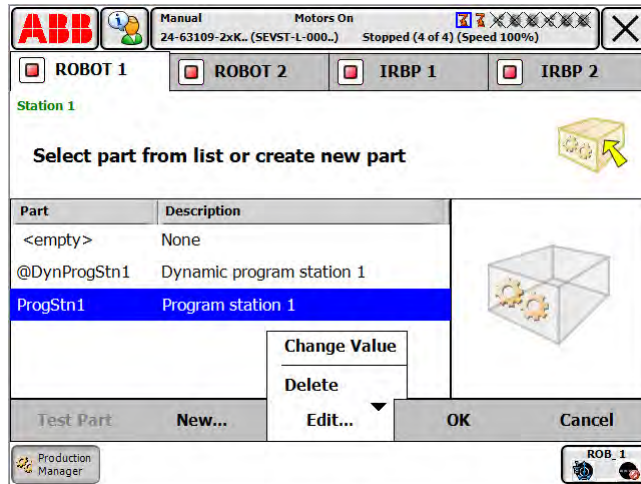 ABB
Manual Motors On
24-63109-2xK.. (SEVST-L-000..) Stopped (4 of 4) (Speed 100%)
ROBOT 1 ROBOT 2 IRBP 1 IRBP 2
Station 1
Select part from list or create new part
Part Description
<empty> None
@DynProgStn1 Dynamic program station 1
ProgStn1 Program station 1
Change Value
Delete
Test Part New... Edit... OK Cancel
Production
Manager
ROB_1